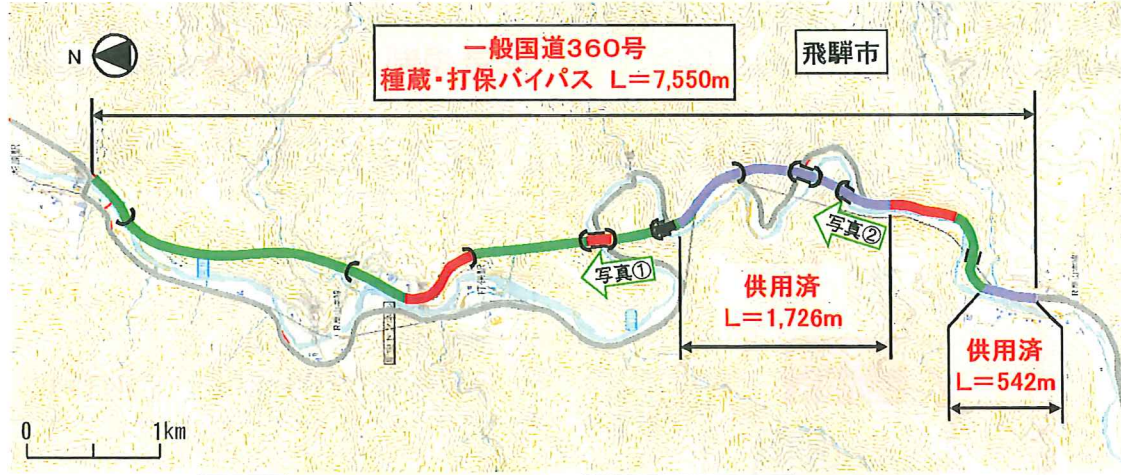 一般国道360号
種蔵・打保バイパス L=7,550m
飛騨市
N
写真①
写真②
供用済
L=1,726m
供用済
L=542m
0 1km